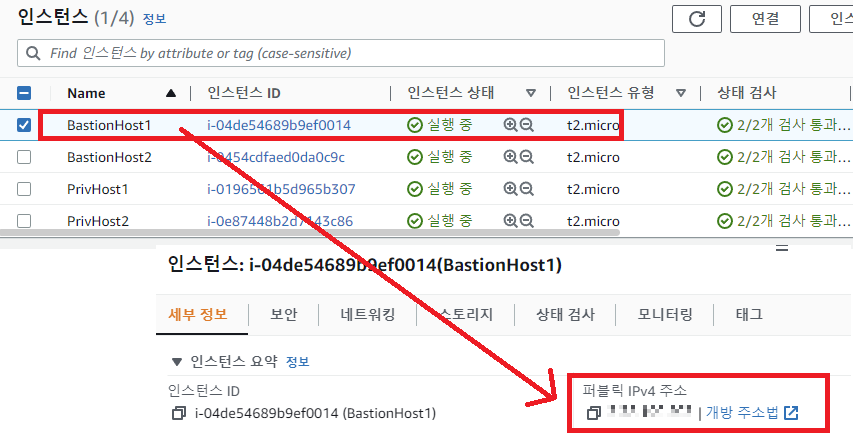 인스턴스 (1/4) 정보
연결
인스
Find 인스턴스 by attribute or tag (case-sensitive)
Name 인스턴스 ID 인스턴스 상태 인스턴스 유형 상태 검사
BastionHost1 i-04de54689b9ef0014 실행 중 t2.micro 2/2개 검사 통과...
BastionHost2 i-0454cdfaed0da0c9c 실행 중 t2.micro 2/2개 검사 통과...
PrivHost1 i-0196561b5d965b307 실행 중 t2.micro 2/2개 검사 통과...
PrivHost2 실행 중 t2.micro 2/2개 검사 통과...
인스턴스: i-04de54689b9ef0014(BastionHost1)
세부 정보 보안 네트워킹 스토리지 상태 검사 모니터링 태그
인스턴스 요약 정보
인스턴스 ID 퍼블릭 IPv4 주소
i-04de54689b9ef0014 (BastionHost1) | 개방 주소법